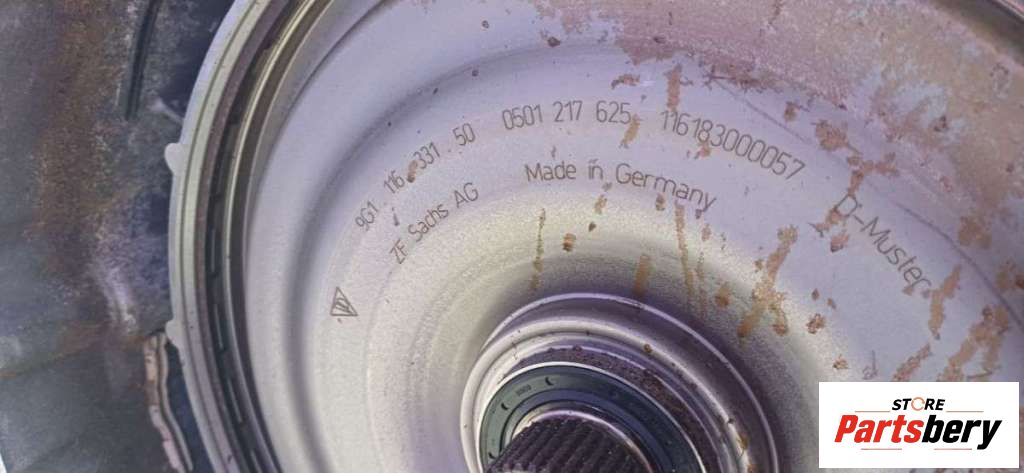 9G1 116 331 50 0501 217 625 116183000057
ZF Sachs AG Made in Germany D-Muster
STORE
Partsbery